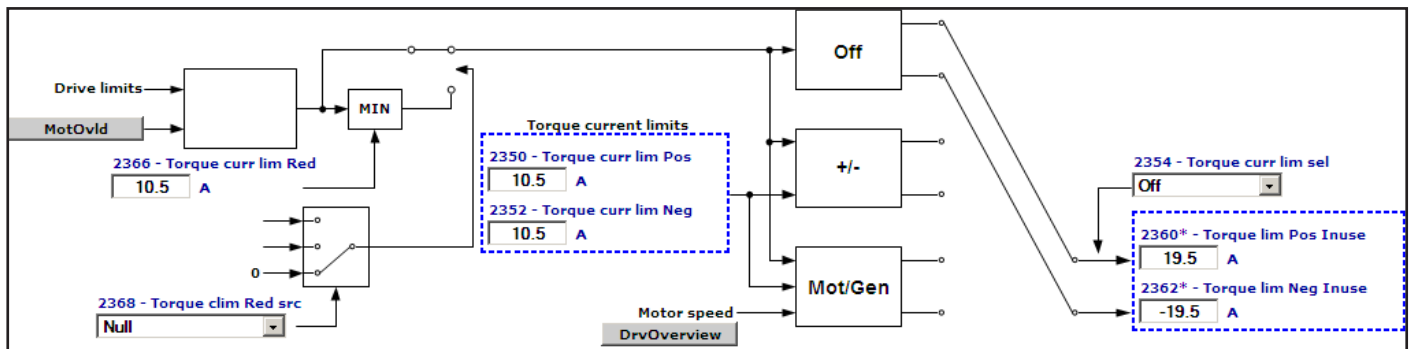 Drive limits
MotOvld
MIN
2366 - Torque curr lim Red
10.5 A
0
2368 - Torque clim Red src
Null
Torque current limits
2350 - Torque curr lim Pos
10.5 A
2352 - Torque curr lim Neg
10.5 A
Motor speed
DrvOverview
Off
+/-
Mot/Gen
2354 - Torque curr lim sel
Off
2360* - Torque lim Pos Inuse
19.5 A
2362* - Torque lim Neg Inuse
-19.5 A